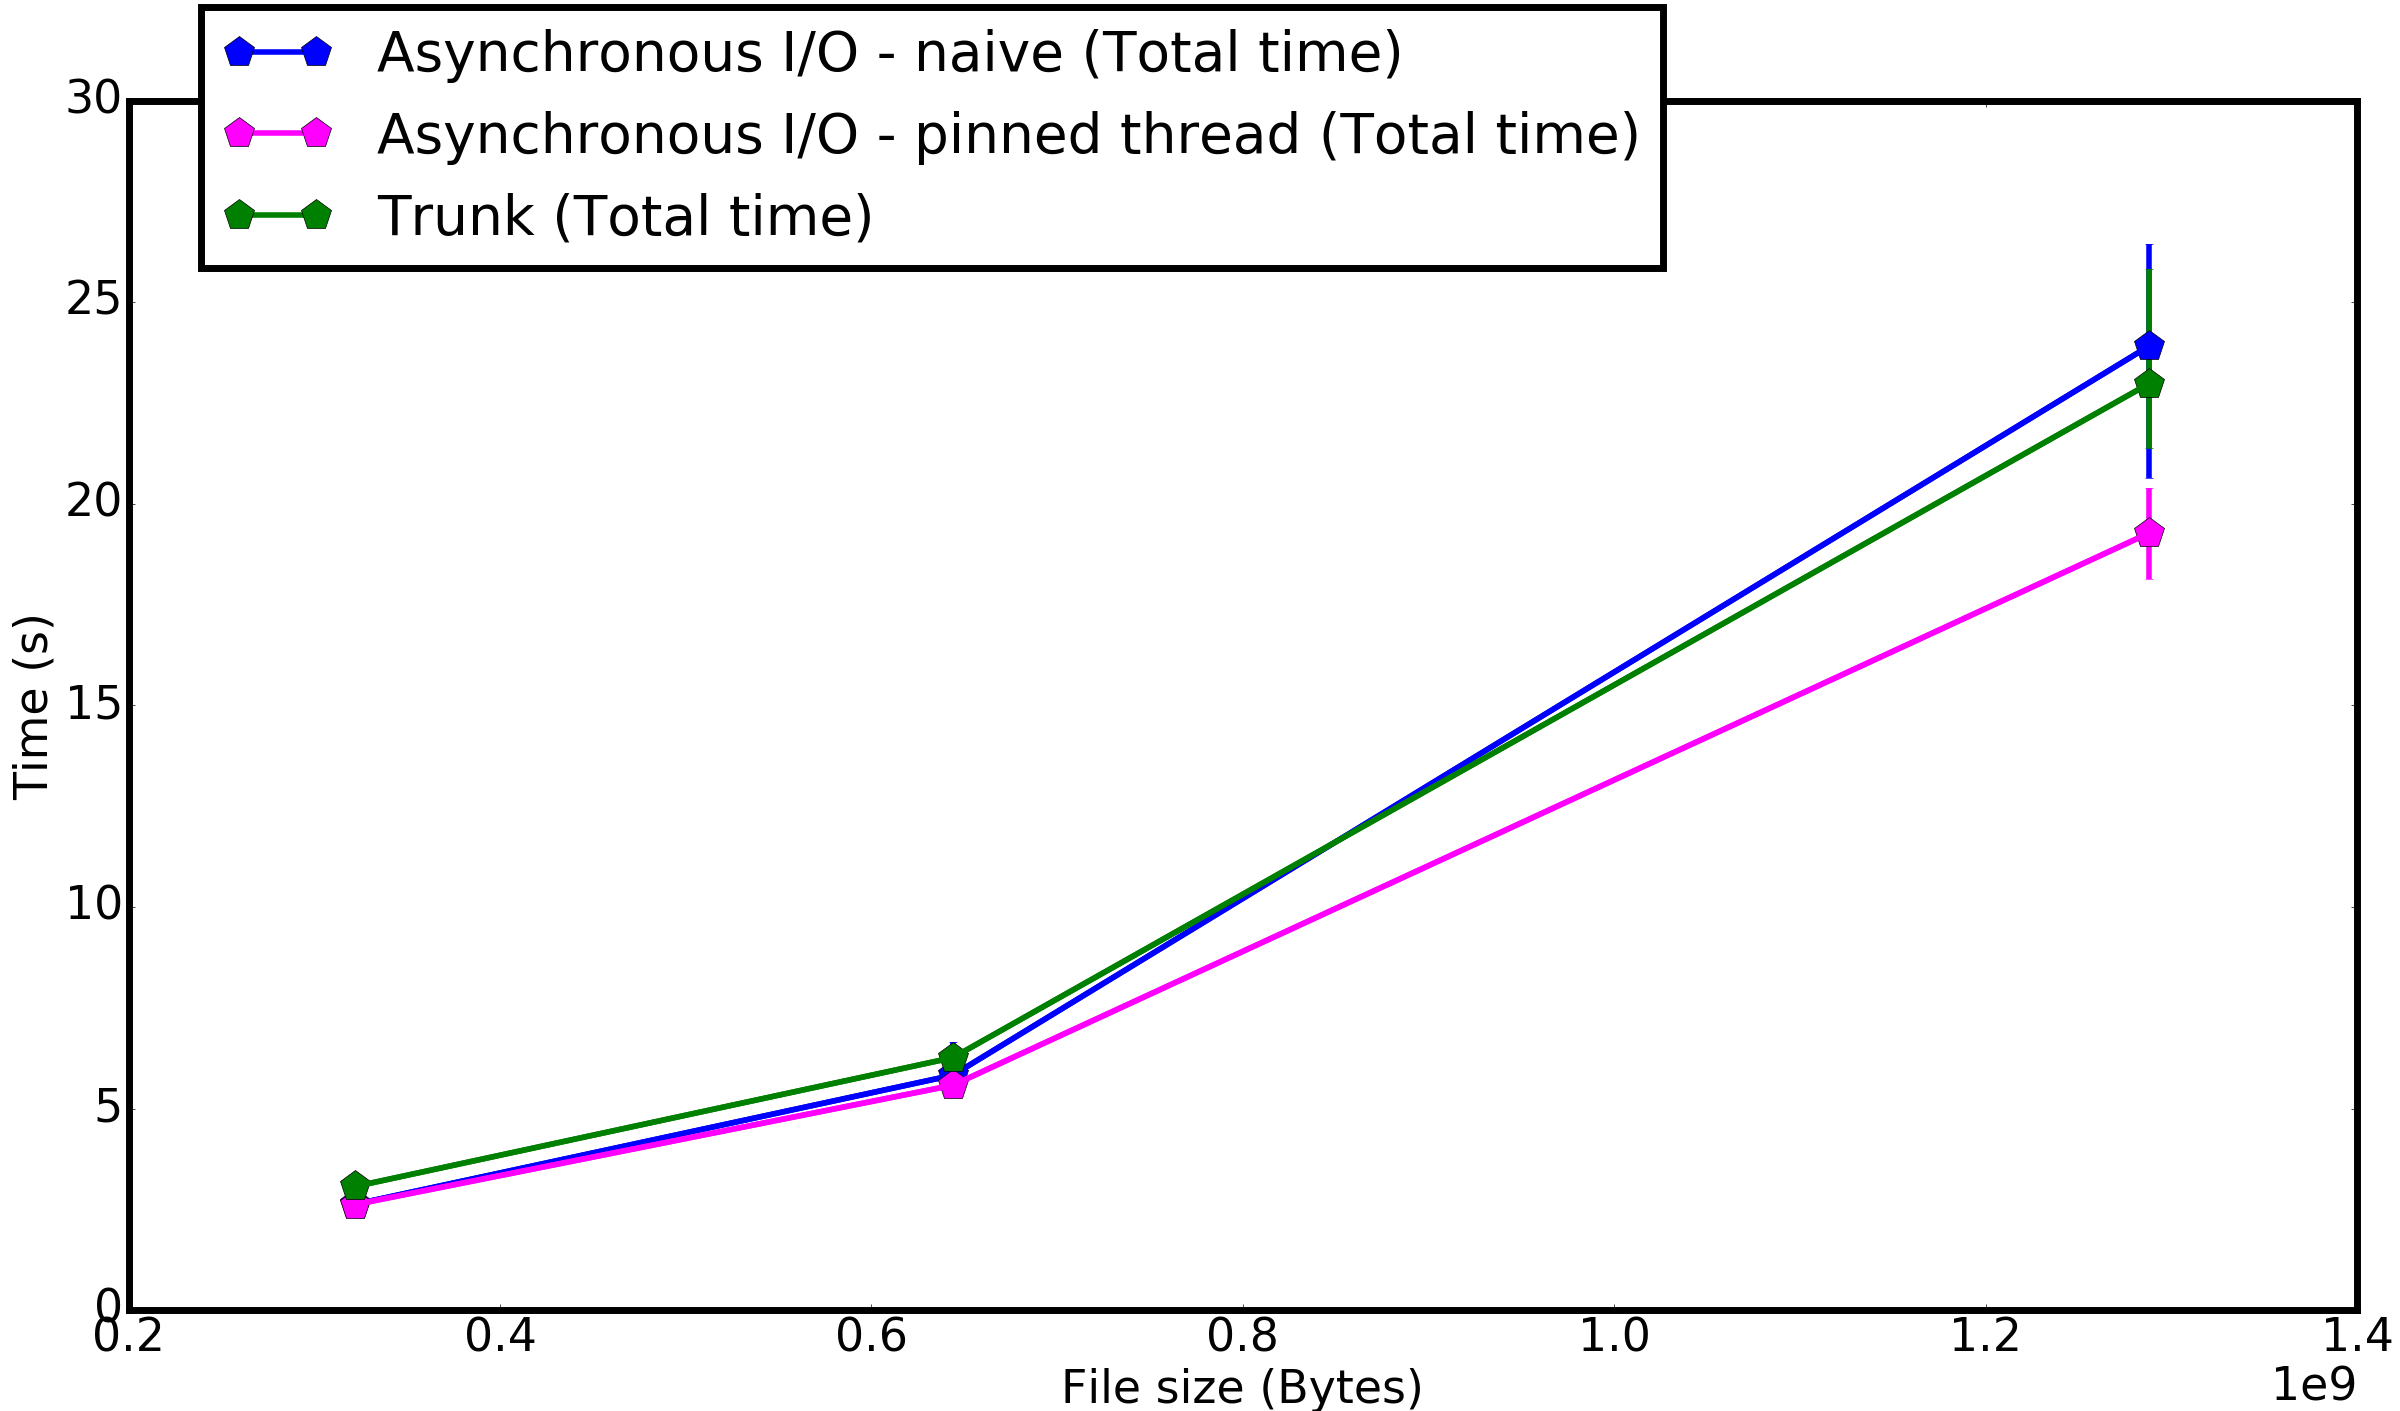 Asynchronous I/O - naive (Total time)
Asynchronous I/O - pinned thread (Total time)
Trunk (Total time)
30
25
20
15
10
5
0
Time (s)
0.2 0.4 0.6 0.8 1.0 1.2 1.4
File size (Bytes)
1e9